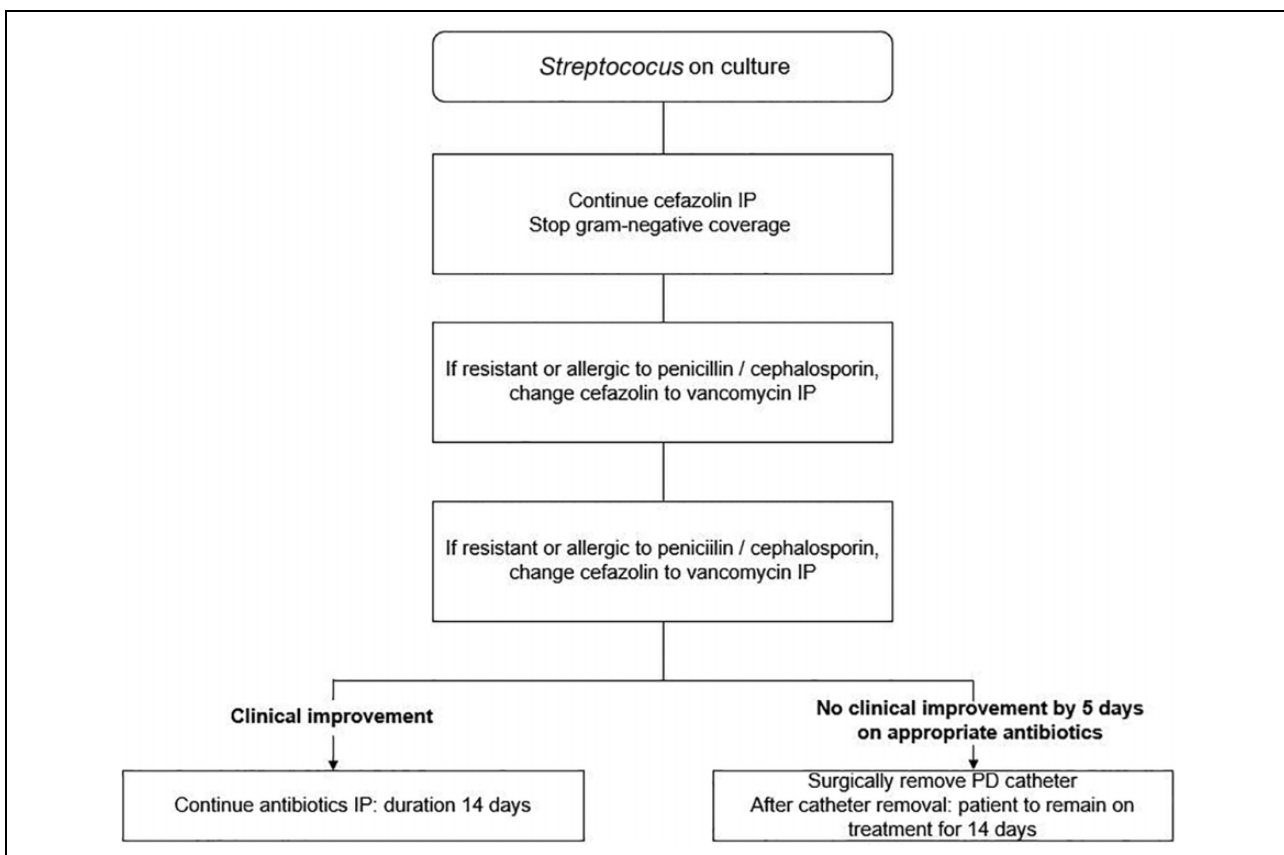 Streptococus on culture
Continue cefazolin IP
Stop gram-negative coverage
If resistant or allergic to penicillin / cephalosporin,
change cefazolin to vancomycin IP
If resistant or allergic to peniciilin / cephalosporin,
change cefazolin to vancomycin IP
Clinical improvement
No clinical improvement by 5 days
on appropriate antibiotics
Continue antibiotics IP: duration 14 days
Surgically remove PD catheter
After catheter removal: patient to remain on
treatment for 14 days